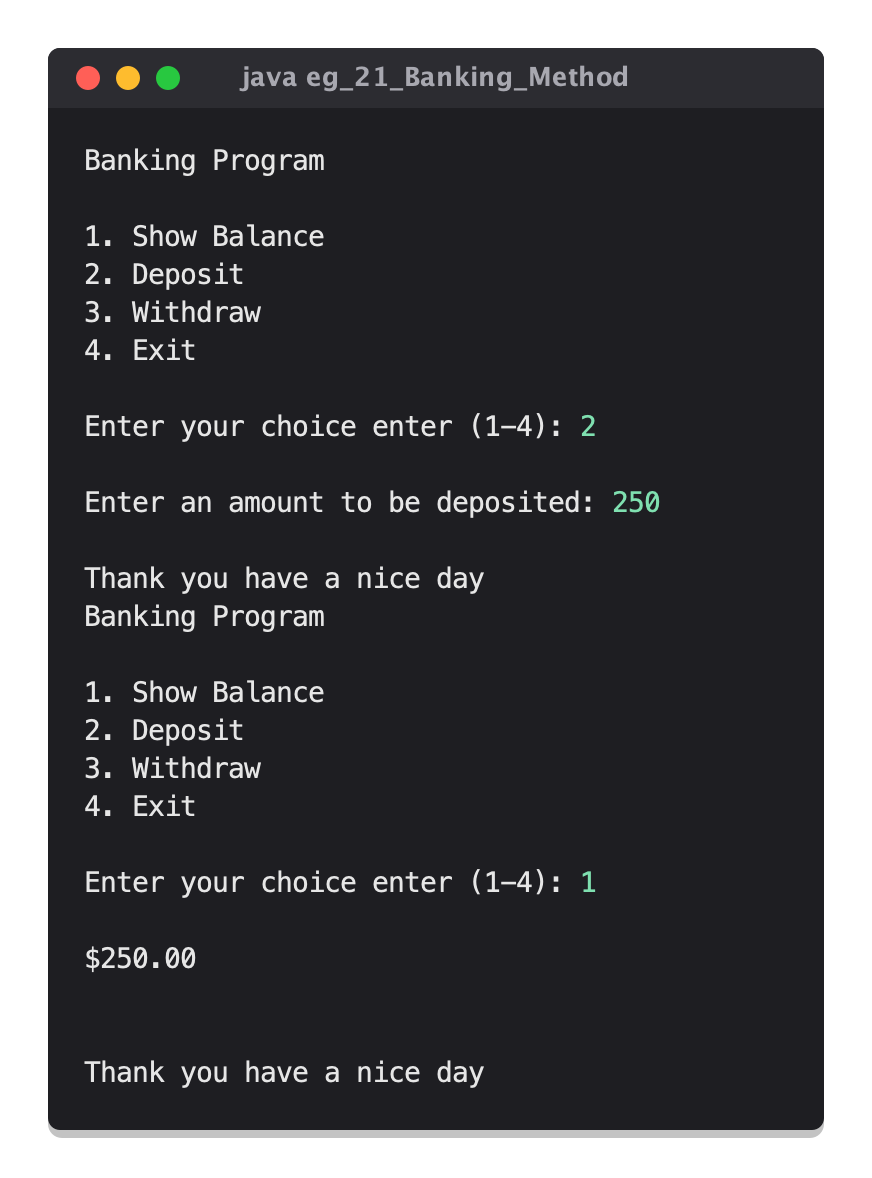 java eg_21_Banking_Method
Banking Program
1. Show Balance
2. Deposit
3. Withdraw
4. Exit
Enter your choice enter (1-4): 2
Enter an amount to be deposited: 250
Thank you have a nice day
Banking Program
1. Show Balance
2. Deposit
3. Withdraw
4. Exit
Enter your choice enter (1-4): 1
$250.00
Thank you have a nice day